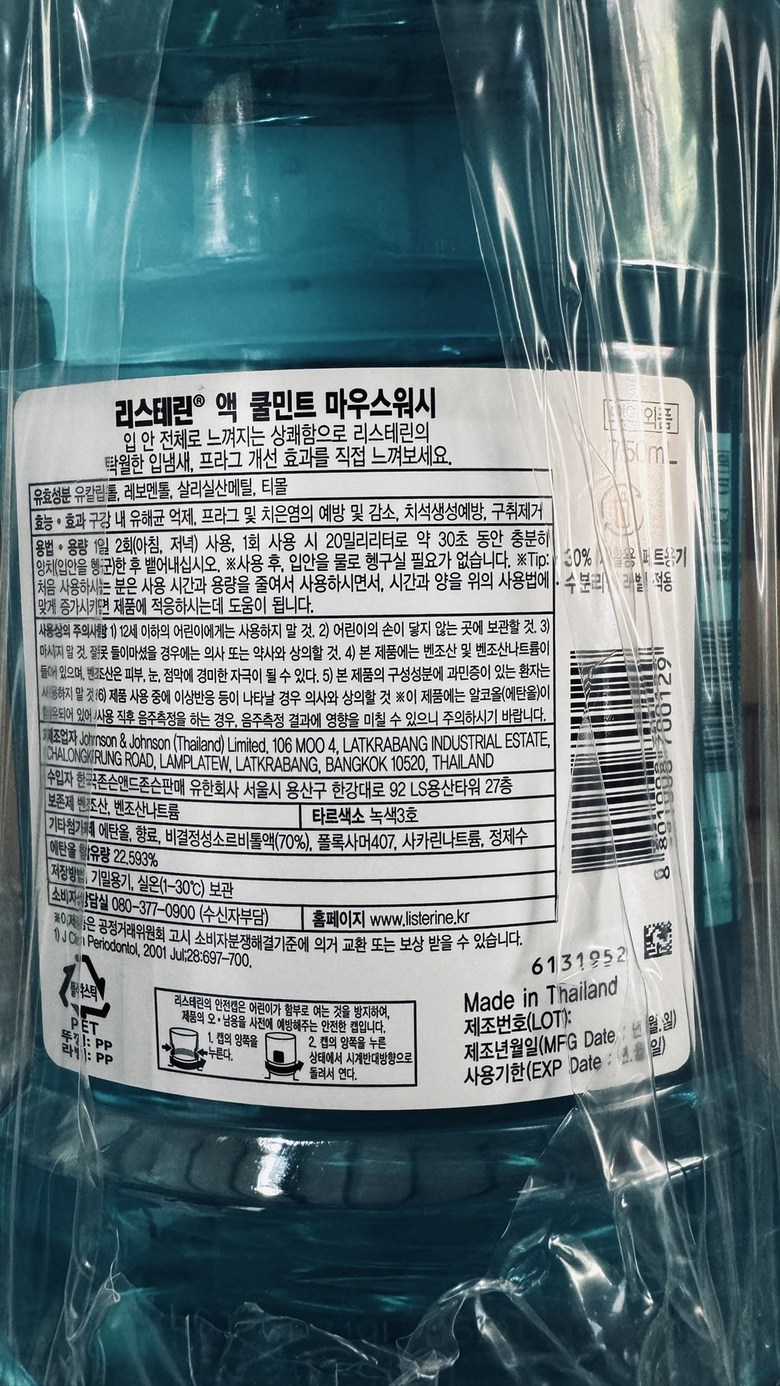 리스테린® 액 쿨민트 마우스워시
입 안 전체로 느껴지는 상쾌함으로 리스테린의
탁월한 입냄새, 프라그 개선 효과를 직접 느껴보세요.
유효성분 유칼립톨, 레보멘톨, 살리실산메틸, 티몰
효능 • 효과 구강 내 유해균 억제, 프라그 및 치은염의 예방 및 감소, 치석생성예방, 구취제거
용법 • 용량 1일 2회(아침, 저녁) 사용, 1회 사용 시 20밀리리터로 약 30초 동안 충분히
양치(입안을 헹군)한 후 뱉어내십시오. ※사용 후, 입안을 물로 헹구실 필요가 없습니다. ※Tip:
처음 사용하시는 분은 사용 시간과 용량을 줄여서 사용하시면서, 시간과 양을 위의 사용법에
맞게 증가시키면 제품에 적응하시는데 도움이 됩니다.
사용상의 주의사항 1) 12세 이하의 어린이에게는 사용하지 말 것. 2) 어린이의 손이 닿지 않는 곳에 보관할 것. 3)
마시지 말 것. 잘못 들이마셨을 경우에는 의사 또는 약사와 상의할 것. 4) 본 제품에는 벤조산 및 벤조산나트륨이
들어 있으며, 벤조산은 피부, 눈, 점막에 경미한 자극이 될 수 있다. 5) 본 제품의 구성성분에 과민증이 있는 환자는
사용하지 말 것 6) 제품 사용 중에 이상반응 등이 나타날 경우 의사와 상의할 것 ※이 제품에는 알코올(에탄올)이
함유되어 있어 사용 직후 음주측정을 하는 경우, 음주측정 결과에 영향을 미칠 수 있으니 주의하시기 바랍니다.
제조업자 Johnson & Johnson (Thailand) Limited, 106 MOO 4, LATKRABANG INDUSTRIAL ESTATE,
CHALONGKRUNG ROAD, LAMPLATEW, LATKRABANG, BANGKOK 10520, THAILAND
수입자 한국존슨앤드존슨판매 유한회사 서울시 용산구 한강대로 92 LS용산타워 27층
보존제 벤조산, 벤조산나트륨
타르색소 녹색3호
기타첨가제 에탄올, 향료, 비결정성소르비톨액(70%), 폴록사머407, 사카린나트륨, 정제수
에탄올 함유량 22.593%
저장방법 기밀용기, 실온(1-30℃) 보관
소비자상담실 080-377-0900 (수신자부담)
홈페이지 www.listerine.kr
※이 제품은 공정거래위원회 고시 소비자분쟁해결기준에 의거 교환 또는 보상 받을 수 있습니다.
1) J Clin Periodontol, 2001 Jul;28:697-700.
플라스틱
PET
뚜껑: PP
라벨: PP
리스테린의 안전캡은 어린이가 함부로 여는 것을 방지하여,
제품의 오 • 남용을 사전에 예방해주는 안전한 캡입니다.
1. 캡의 양쪽을
누른다.
2. 캡의 양쪽을 누른
상태에서 시계반대방향으로
돌려서 연다.
의약외품
750mL
30% 재활용 페트용기
수분리 라벨 적용
8 801008 700129
6131952
Made in Thailand
제조번호(LOT):
제조년월일(MFG Date : 년.월.일)
사용기한(EXP Date : 년.월.일)